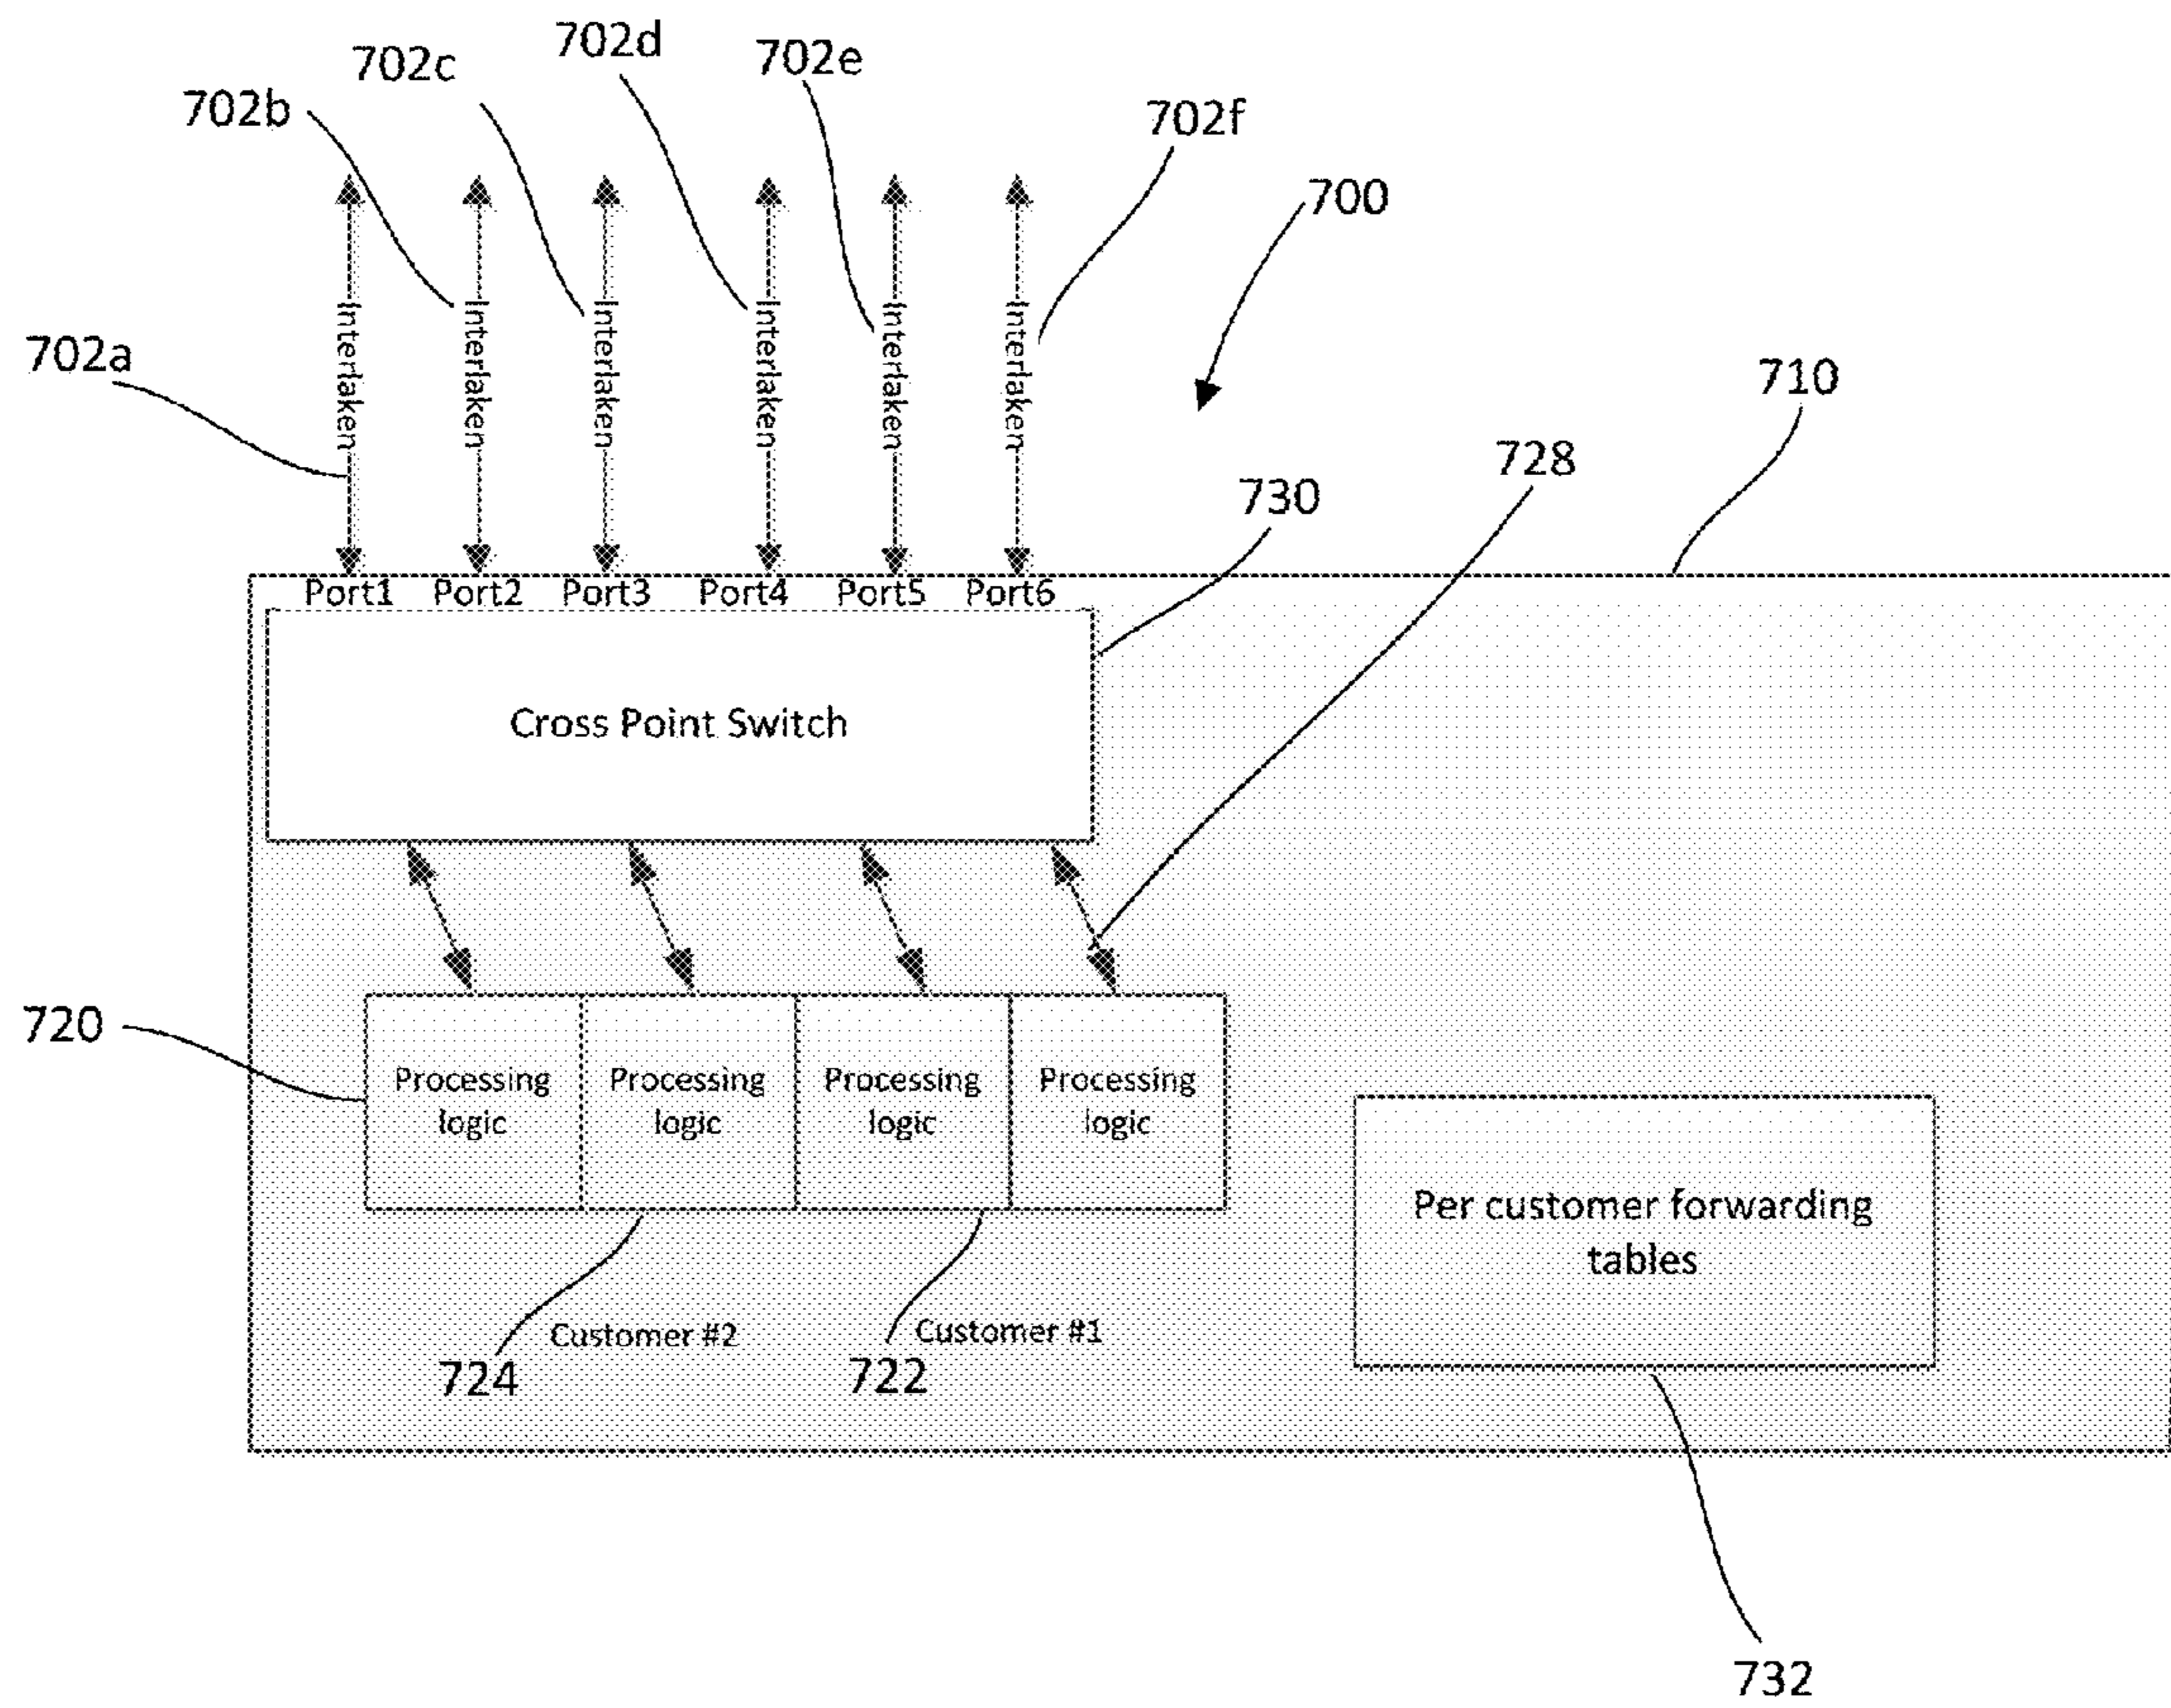 702d
702e
702c
702b
702f
700
Interlaken
Interlaken
Interlaken
Interlaken
Interlaken
Interlaken
702a
710
728
730
Port1 Port2 Port3 Port4 Port5 Port6
Cross Point Switch
720
Processing
logic
Processing
logic
Processing
logic
Processing
logic
Per customer forwarding
tables
Customer #2
Customer #1
724
722
732